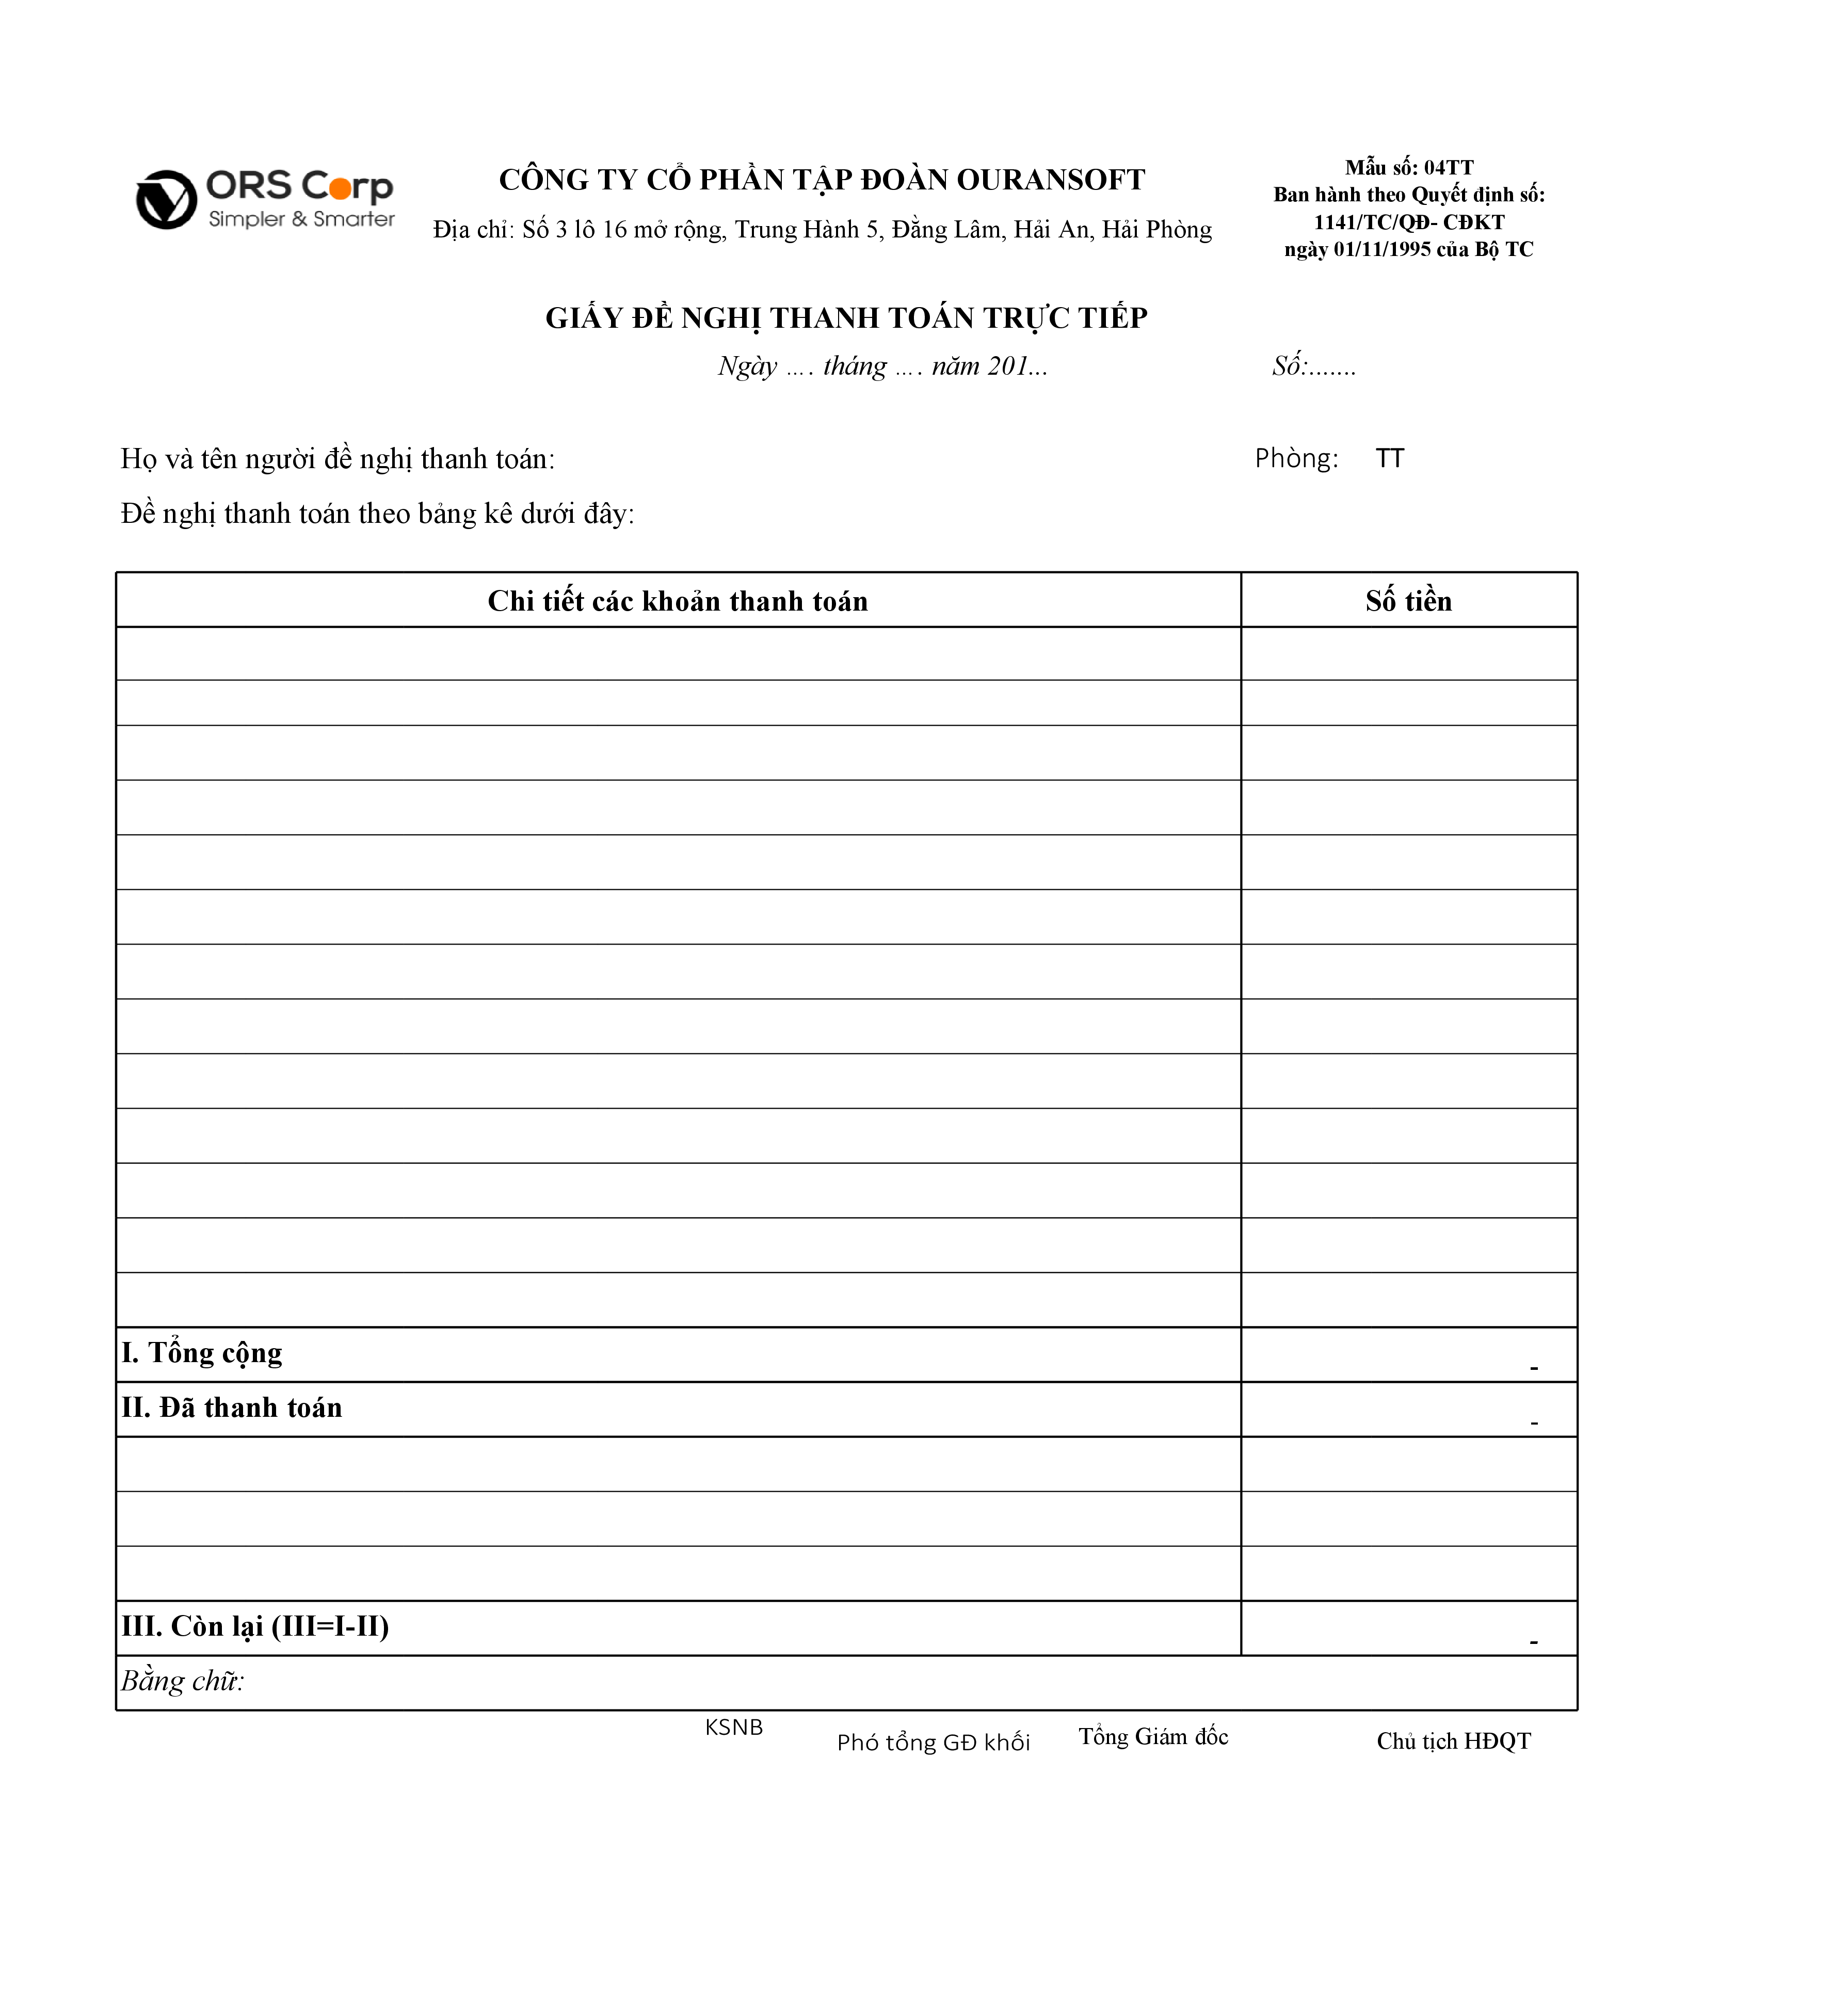 ORS Corp
Simpler & Smarter
CÔNG TY CỔ PHẦN TẬP ĐOÀN OURANSOFT
Địa chỉ: Số 3 lô 16 mở rộng, Trung Hành 5, Đằng Lâm, Hải An, Hải Phòng
Mẫu số: 04TT
Ban hành theo Quyết định số:
1141/TC/QĐ- CĐKT
ngày 01/11/1995 của Bộ TC
GIẤY ĐỀ NGHỊ THANH TOÁN TRỰC TIẾP
Ngày …. tháng …. năm 201... Số:.......
Họ và tên người đề nghị thanh toán: Phòng: TT
Đề nghị thanh toán theo bảng kê dưới đây:
Chi tiết các khoản thanh toán Số tiền
I. Tổng cộng -
II. Đã thanh toán -
III. Còn lại (III=I-II) -
Bằng chữ:
KSNB Phó tổng GĐ khối Tổng Giám đốc Chủ tịch HĐQT